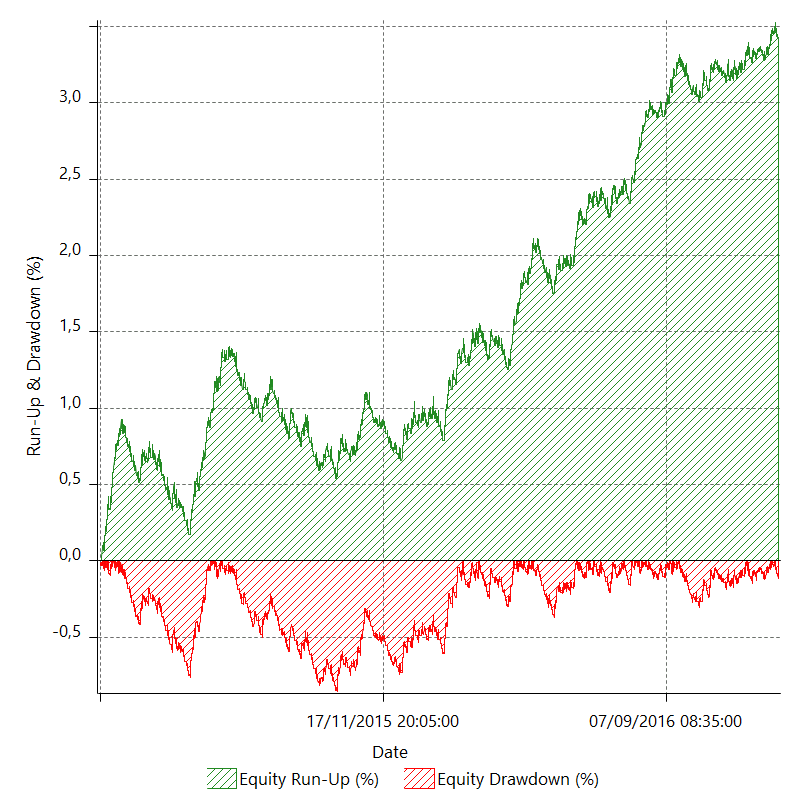 Run-Up & Drawdown (%)
3,0
2,5
2,0
1,5
1,0
0,5
0,0
-0,5
17/11/2015 20:05:00 07/09/2016 08:35:00
Date
Equity Run-Up (%) Equity Drawdown (%)